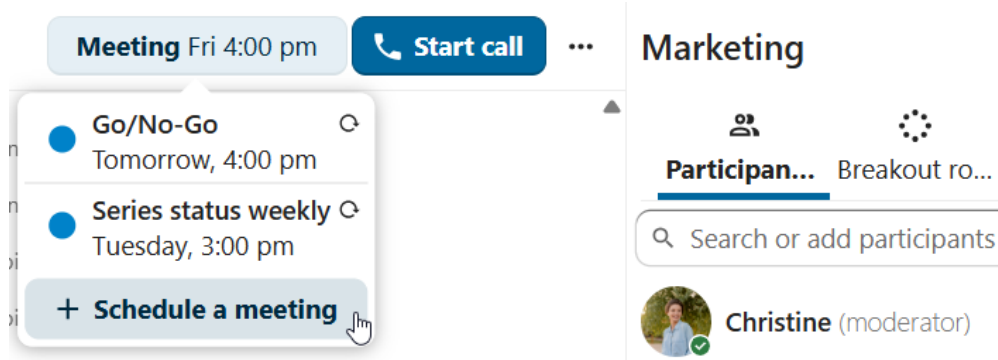 Meeting Fri 4:00 pm
Start call
Marketing
Go/No-Go
Tomorrow, 4:00 pm
Series status weekly
Tuesday, 3:00 pm
+ Schedule a meeting
Participan...
Breakout ro...
Search or add participants
Christine (moderator)